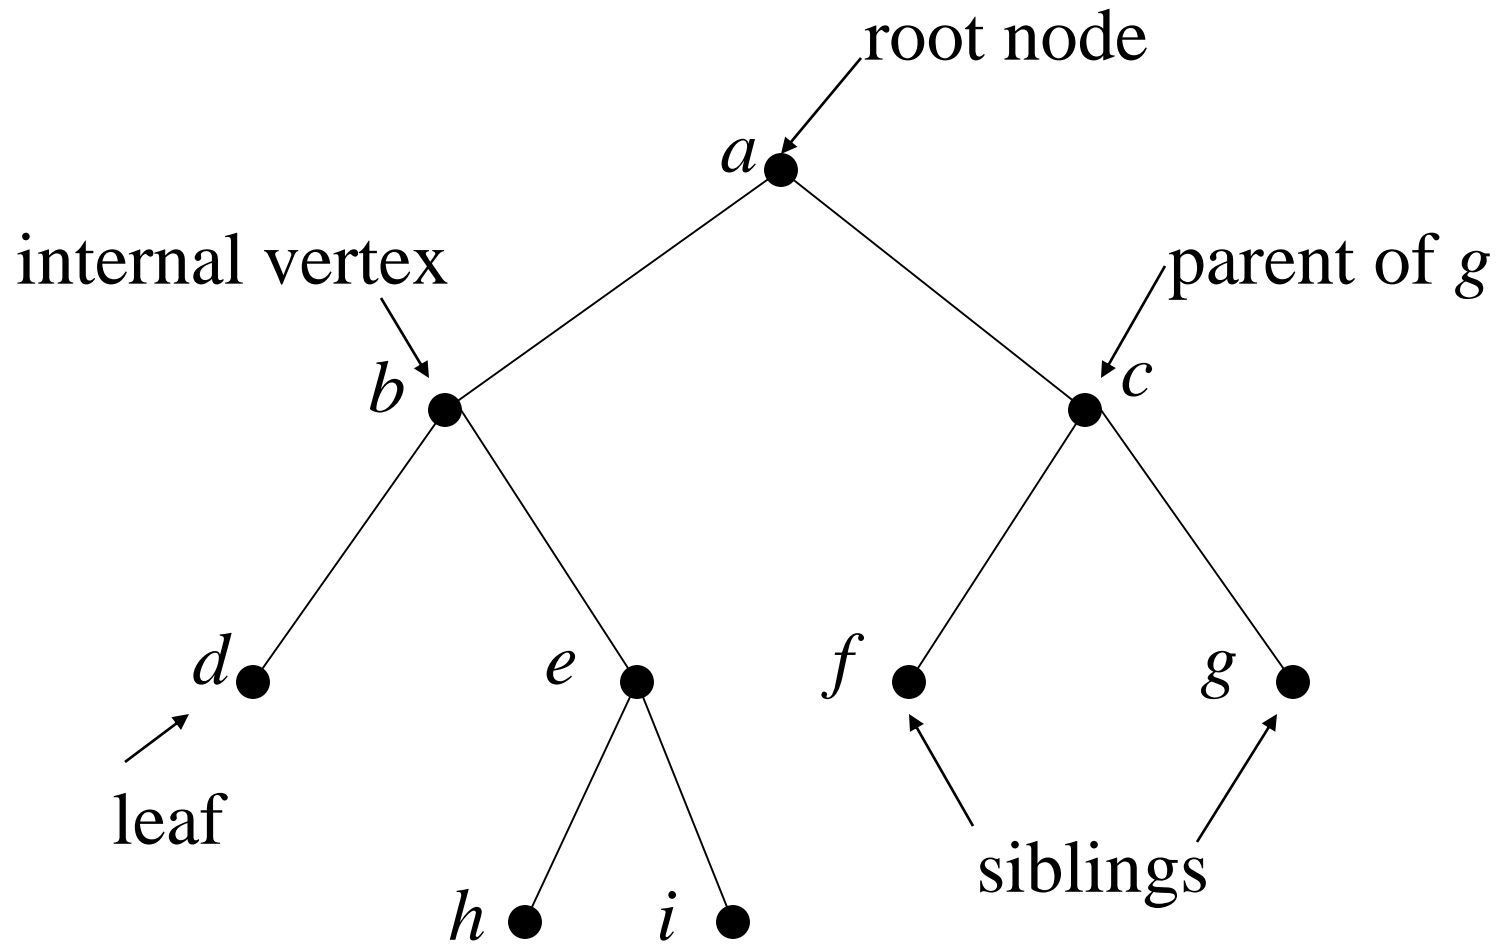 root node
a
internal vertex
parent of g
b
c
d
e
f
g
leaf
siblings
h
i